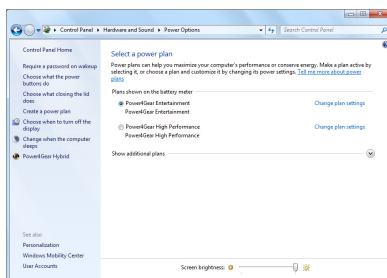 Control Panel ▸ Hardware and Sound ▸ Power Options
Search Control Panel
Control Panel Home
Require a password on wakeup
Choose what the power
buttons do
Choose what closing the lid
does
Create a power plan
Choose when to turn off the
display
Change when the computer
sleeps
Power4Gear Hybrid
See also
Personalization
Windows Mobility Center
User Accounts
Select a power plan
Power plans can help you maximize your computer's performance or conserve energy. Make a plan active by
selecting it, or choose a plan and customize it by changing its power settings. Tell me more about power
plans
Plans shown on the battery meter
Power4Gear Entertainment Change plan settings
Power4Gear Entertainment
Power4Gear High Performance Change plan settings
Power4Gear High Performance
Show additional plans
Screen brightness: